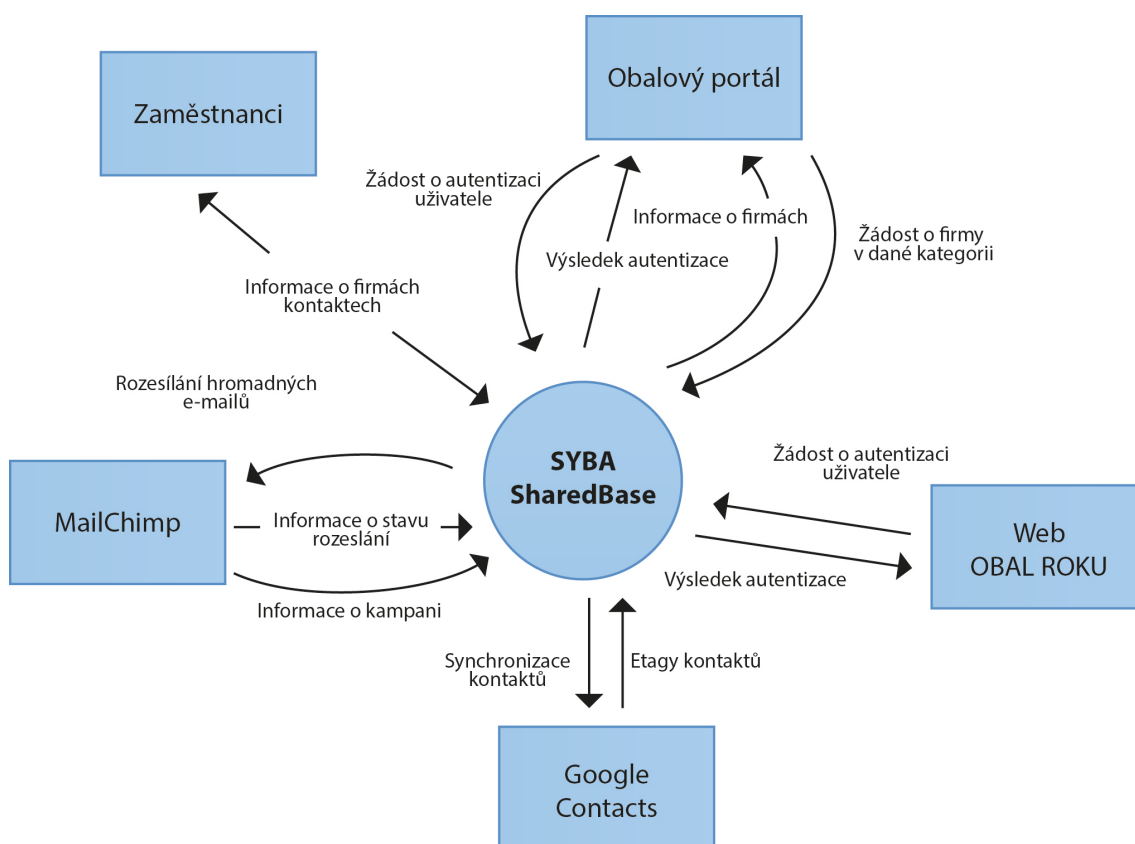 Zaměstnanci
Obalový portál
Žádost o autentizaci
uživatele
Informace o firmách
Žádost o firmy
v dané kategorii
Výsledek autentizace
Informace o firmách
kontaktech
Rozesílání hromadných
e-mailů
SYBA
SharedBase
MailChimp
Informace o stavu
rozeslání
Informace o kampani
Žádost o autentizaci
uživatele
Web
OBAL ROKU
Výsledek autentizace
Synchronizace
kontaktů
Etagy kontaktů
Google
Contacts